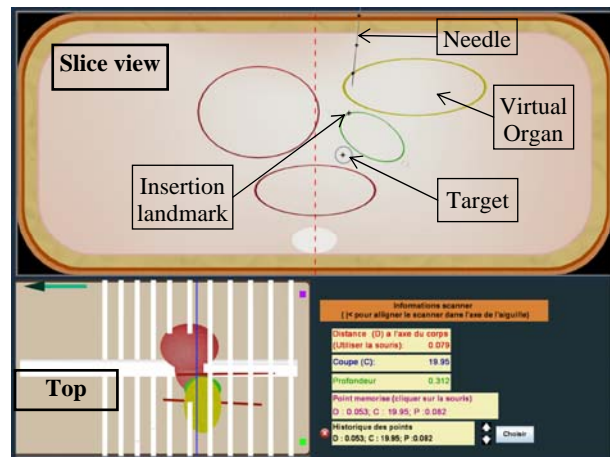 Slice view
Needle
Virtual
Organ
Insertion
landmark
Target
Top
Informations scanner
( )< pour alligner le scanner dans l'axe de l'aiguille)
Distance (D) a l'axe du corps
(Utiliser la souris): 0.079
Coupe (C): 19.95
Profondeur 0.312
Point memorise (cliquer sur la souris)
D : 0.053; C : 19.95; P :0.082
Historique des points
D : 0.053; C : 19.95; P :0.082
Choisir